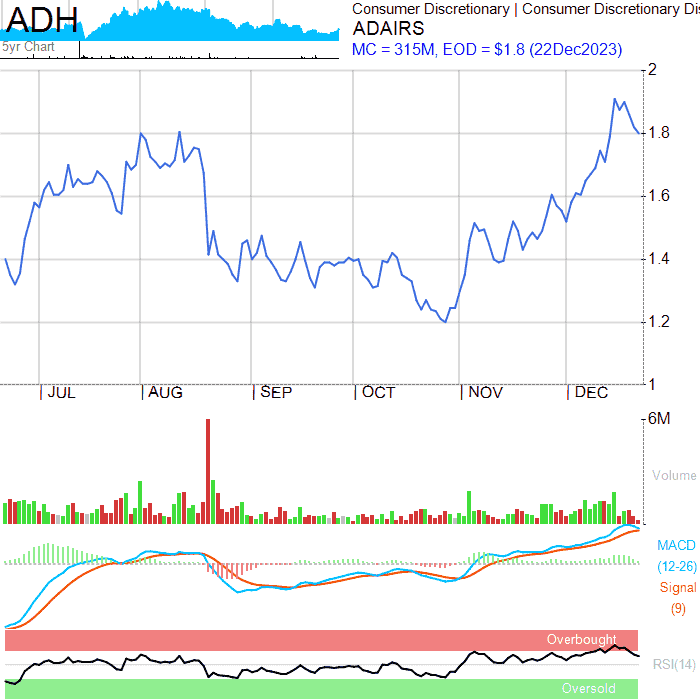 ADH
5yr Chart
Consumer Discretionary | Consumer Discretionary Dis
ADAIRS
MC = 315M, EOD = $1.8 (22Dec2023)
2
1.8
1.6
1.4
1.2
1
JUL AUG SEP OCT NOV DEC
6M
Volume
MACD
(12-26)
Signal
(9)
Overbought
RSI(14)
Oversold